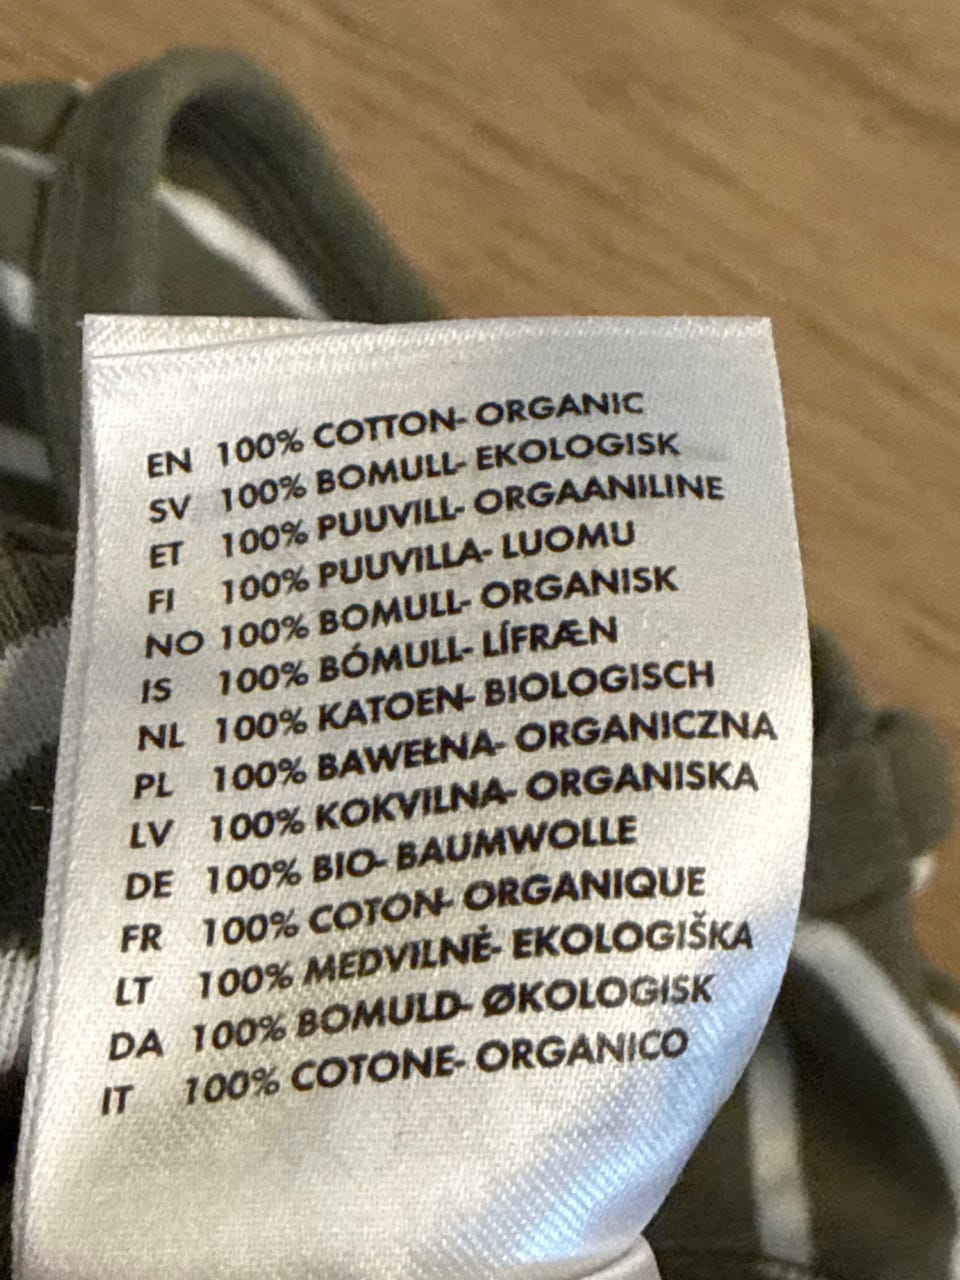 EN 100% COTTON- ORGANIC
SV 100% BOMULL- EKOLOGISK
ET 100% PUUVILL- ORGAANILINE
FI 100% PUUVILLA- LUOMU
NO 100% BOMULL- ORGANISK
IS 100% BÓMULL- LÍFRÆN
NL 100% KATOEN- BIOLOGISCH
PL 100% BAWEŁNA- ORGANICZNA
LV 100% KOKVILNA- ORGANISKA
DE 100% BIO- BAUMWOLLE
FR 100% COTON- ORGANIQUE
LT 100% MEDVILNĖ- EKOLOGIŠKA
DA 100% BOMULD- ØKOLOGISK
IT 100% COTONE- ORGANICO